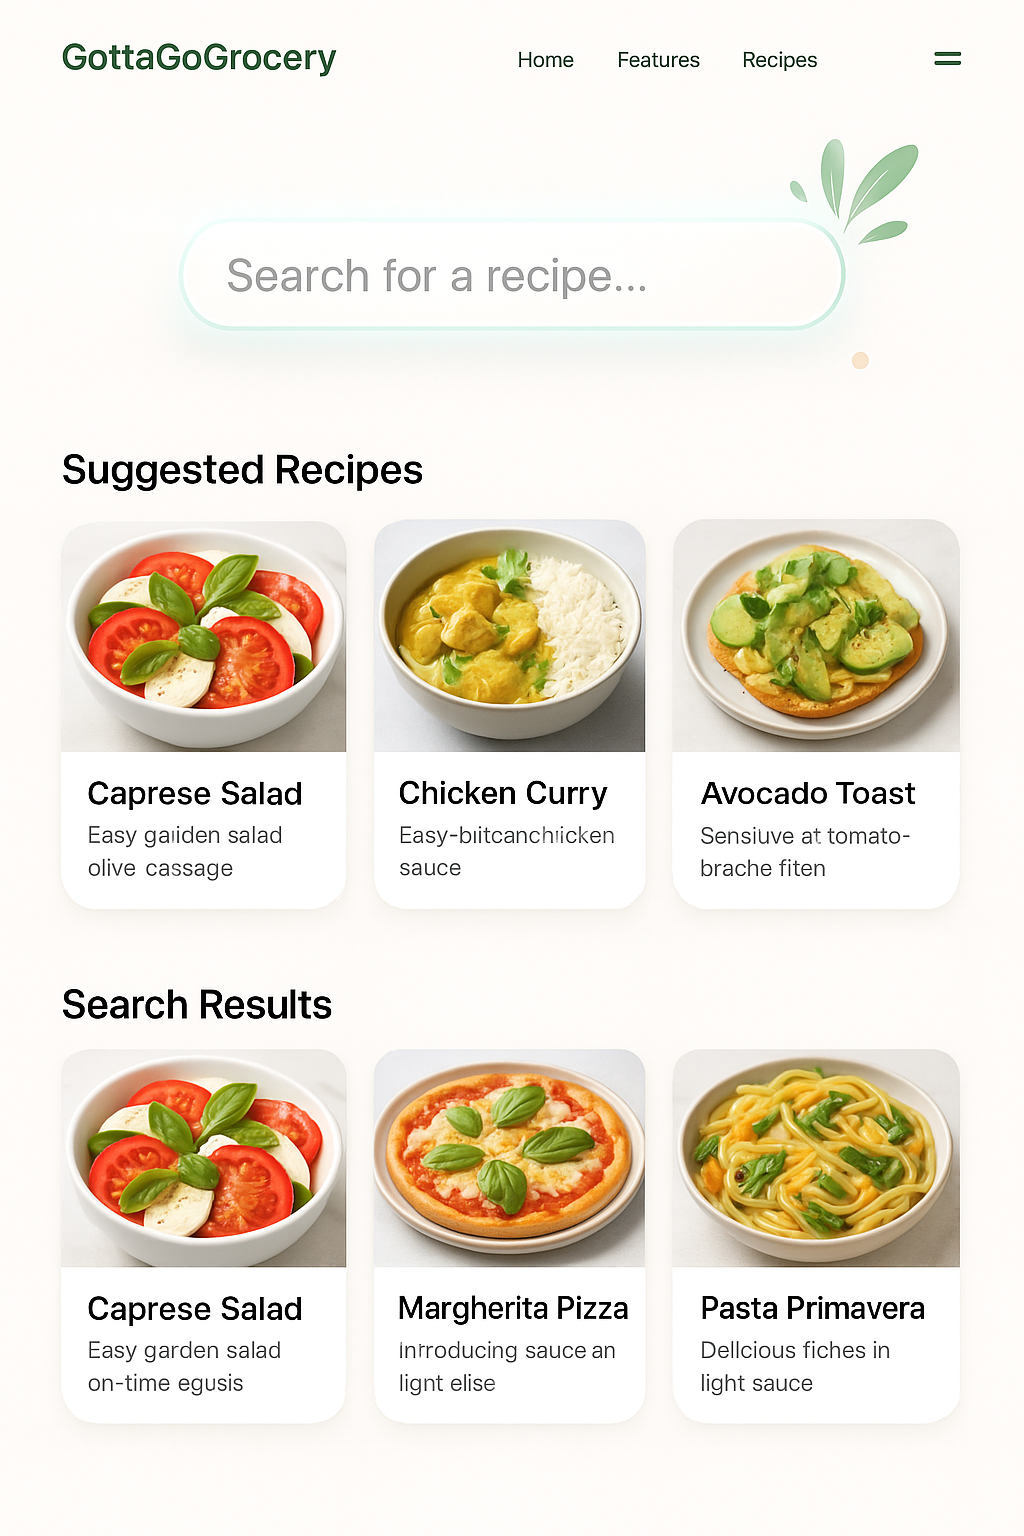 GottaGoGrocery
Home Features Recipes
Search for a recipe...
Suggested Recipes
Caprese Salad
Easy gaiiden salad
olive cassage
Chicken Curry
Easy-biitcanchiicken
sauce
Avocado Toast
Sensiuve at tomato-
brache fiten
Search Results
Caprese Salad
Easy garden salad
on-time egusis
Margherita Pizza
inrroducing sauce an
lignt elise
Pasta Primavera
Dellcious fiches in
light sauce